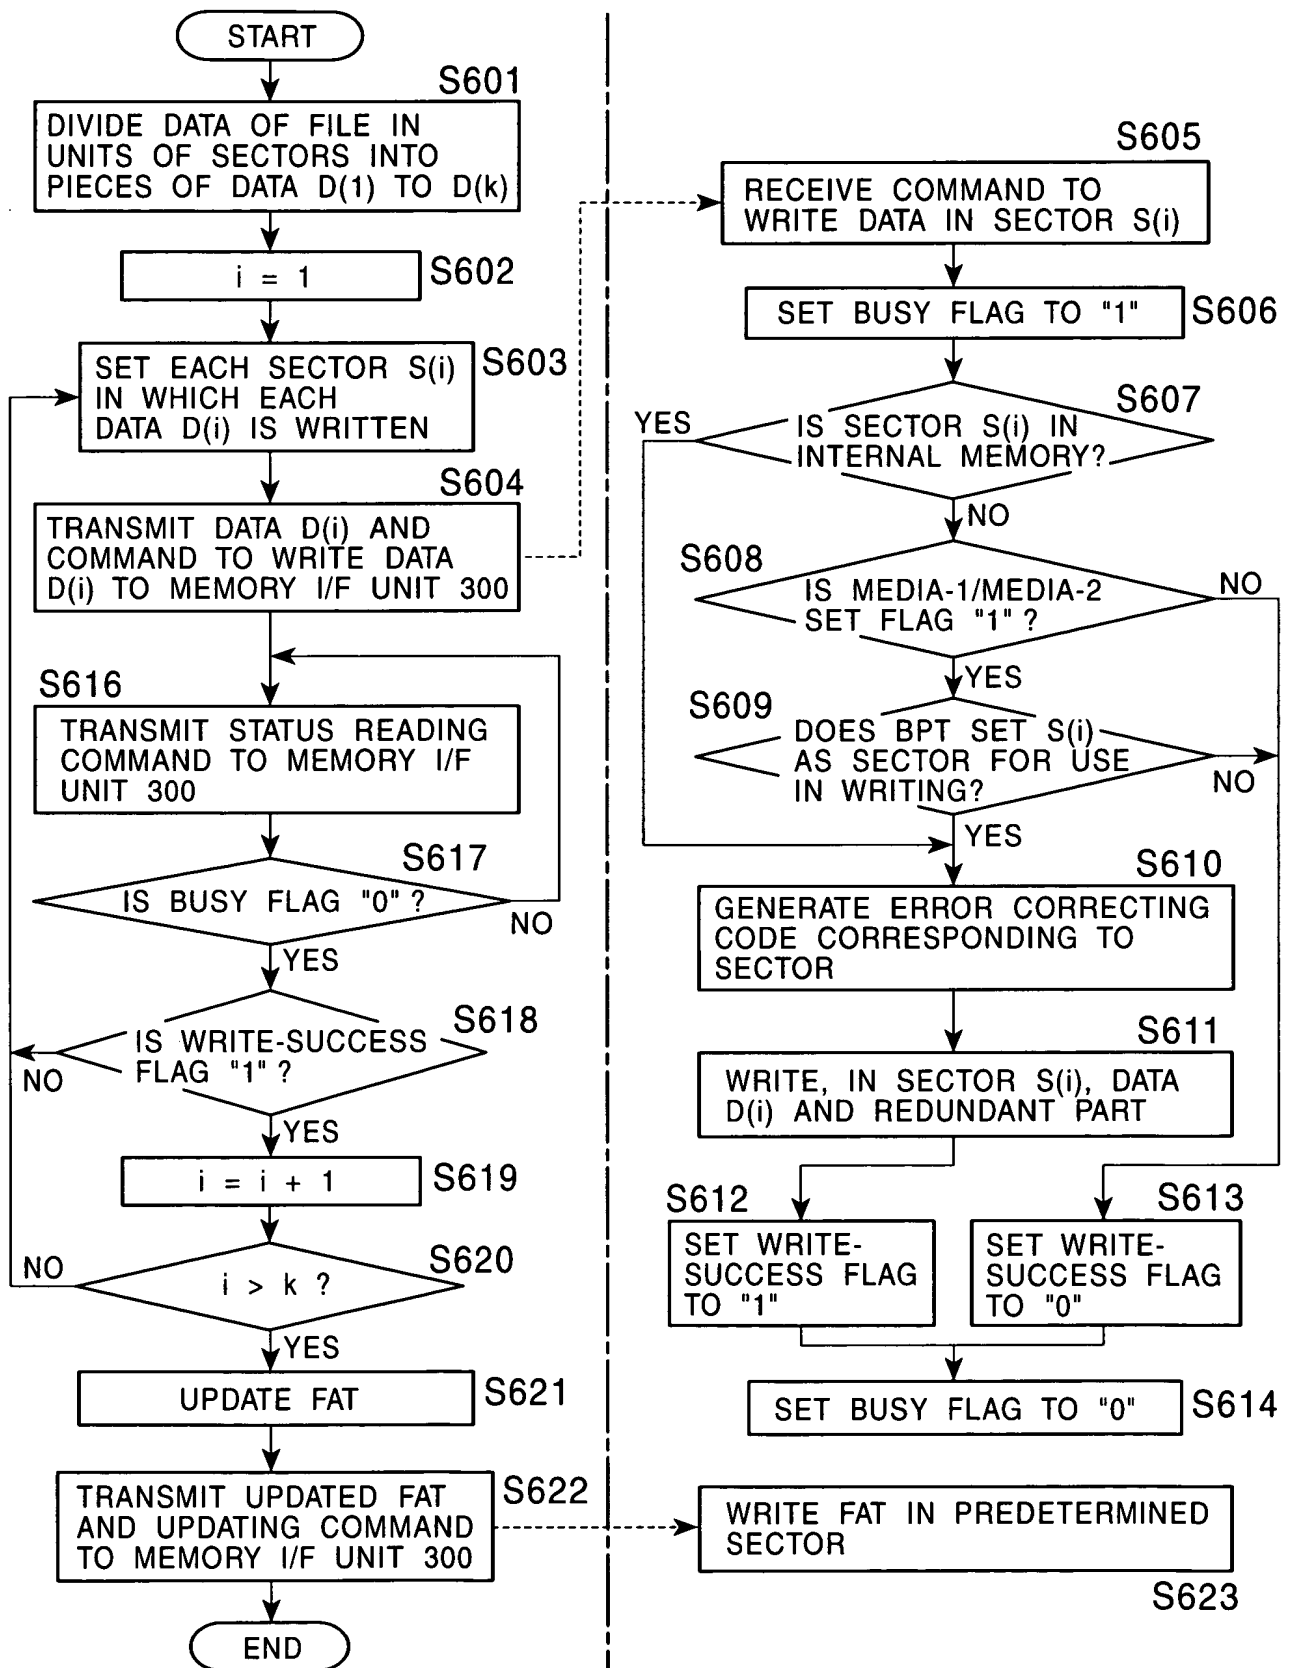 START
S601
DIVIDE DATA OF FILE IN
UNITS OF SECTORS INTO
PIECES OF DATA D(1) TO D(k)
i = 1
S602
SET EACH SECTOR S(i)
IN WHICH EACH
DATA D(i) IS WRITTEN
S603
S604
TRANSMIT DATA D(i) AND
COMMAND TO WRITE DATA
D(i) TO MEMORY I/F UNIT 300
S616
TRANSMIT STATUS READING
COMMAND TO MEMORY I/F
UNIT 300
S617
IS BUSY FLAG "0" ?
NO
YES
S618
IS WRITE-SUCCESS
FLAG "1" ?
NO
YES
i = i + 1
S619
S620
NO
i > k ?
YES
UPDATE FAT
S621
TRANSMIT UPDATED FAT
AND UPDATING COMMAND
TO MEMORY I/F UNIT 300
S622
END
S605
RECEIVE COMMAND TO
WRITE DATA IN SECTOR S(i)
SET BUSY FLAG TO "1"
S606
S607
YES
IS SECTOR S(i) IN
INTERNAL MEMORY?
NO
S608
IS MEDIA-1/MEDIA-2
SET FLAG "1" ?
NO
YES
S609
DOES BPT SET S(i)
AS SECTOR FOR USE
IN WRITING?
NO
YES
S610
GENERATE ERROR CORRECTING
CODE CORRESPONDING TO
SECTOR
S611
WRITE, IN SECTOR S(i), DATA
D(i) AND REDUNDANT PART
S612
SET WRITE-
SUCCESS FLAG
TO "1"
S613
SET WRITE-
SUCCESS FLAG
TO "0"
SET BUSY FLAG TO "0"
S614
WRITE FAT IN PREDETERMINED
SECTOR
S623